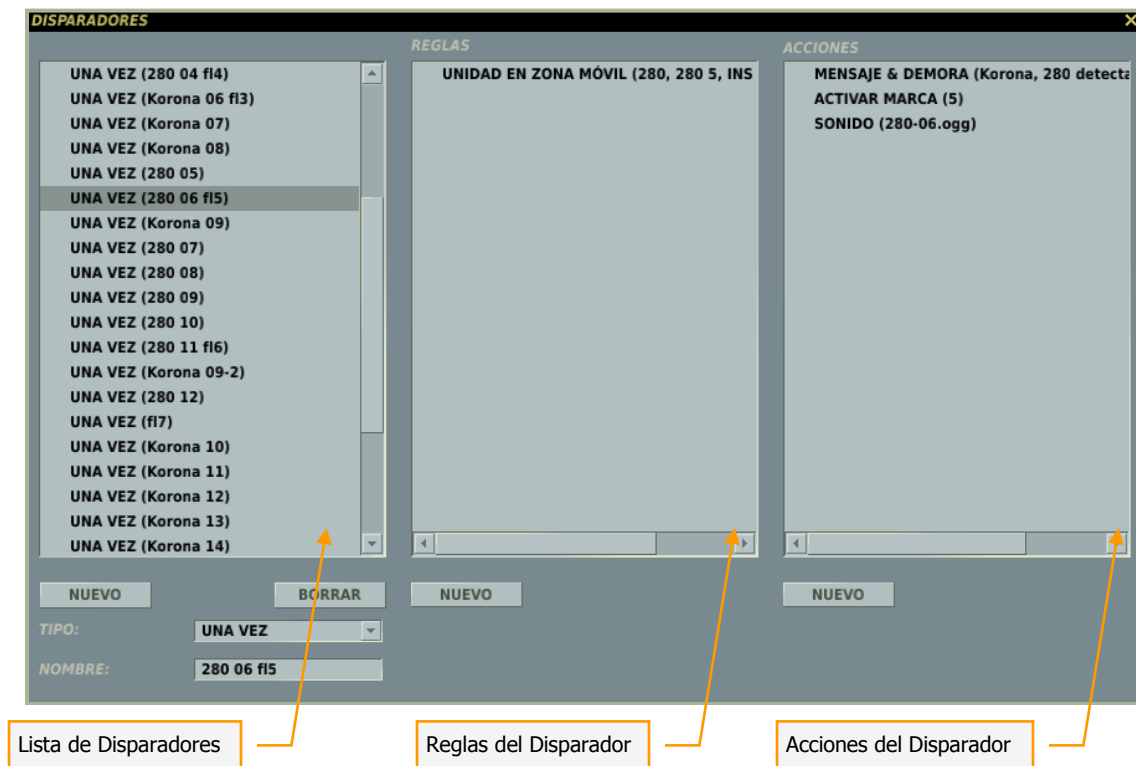 DISPARADORES
REGLAS
ACCIONES
UNA VEZ (280 04 fl4)
UNA VEZ (Korona 06 fl3)
UNA VEZ (Korona 07)
UNA VEZ (Korona 08)
UNA VEZ (280 05)
UNA VEZ (280 06 fl5)
UNA VEZ (Korona 09)
UNA VEZ (280 07)
UNA VEZ (280 08)
UNA VEZ (280 09)
UNA VEZ (280 10)
UNA VEZ (280 11 fl6)
UNA VEZ (Korona 09-2)
UNA VEZ (280 12)
UNA VEZ (fl7)
UNA VEZ (Korona 10)
UNA VEZ (Korona 11)
UNA VEZ (Korona 12)
UNA VEZ (Korona 13)
UNA VEZ (Korona 14)
UNIDAD EN ZONA MÓVIL (280, 280 5, INS
MENSAJE & DEMORA (Korona, 280 detecta
ACTIVAR MARCA (5)
SONIDO (280-06.ogg)
NUEVO
BORRAR
NUEVO
NUEVO
TIPO:
UNA VEZ
NOMBRE:
280 06 fl5
Lista de Disparadores
Reglas del Disparador
Acciones del Disparador